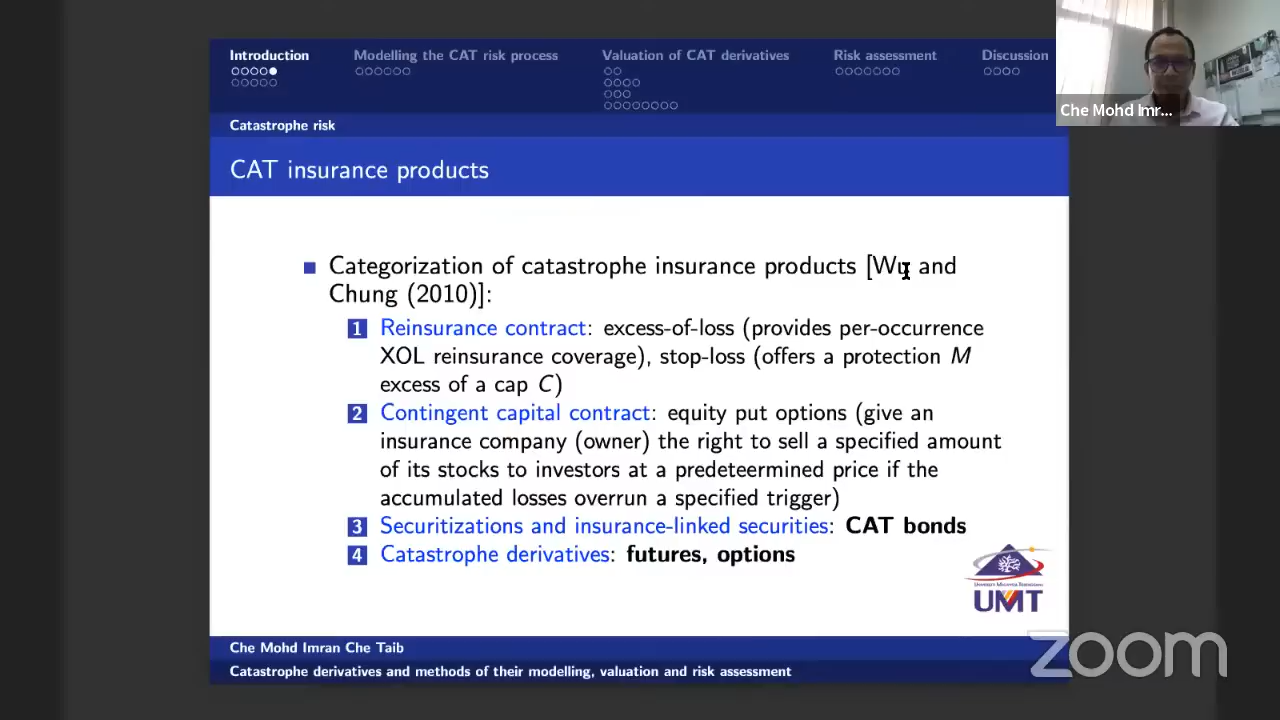 Introduction
Modelling the CAT risk process
Valuation of CAT derivatives
Risk assessment
Discussion
Catastrophe risk
CAT insurance products
Categorization of catastrophe insurance products [Wu and
Chung (2010)]:
1 Reinsurance contract: excess-of-loss (provides per-occurrence
XOL reinsurance coverage), stop-loss (offers a protection M
excess of a cap C)
2 Contingent capital contract: equity put options (give an
insurance company (owner) the right to sell a specified amount
of its stocks to investors at a predeteermined price if the
accumulated losses overrun a specified trigger)
3 Securitizations and insurance-linked securities: CAT bonds
4 Catastrophe derivatives: futures, options
UMT
Che Mohd Imran Che Taib
Catastrophe derivatives and methods of their modelling, valuation and risk assessment
Che Mohd Imr...
zoom